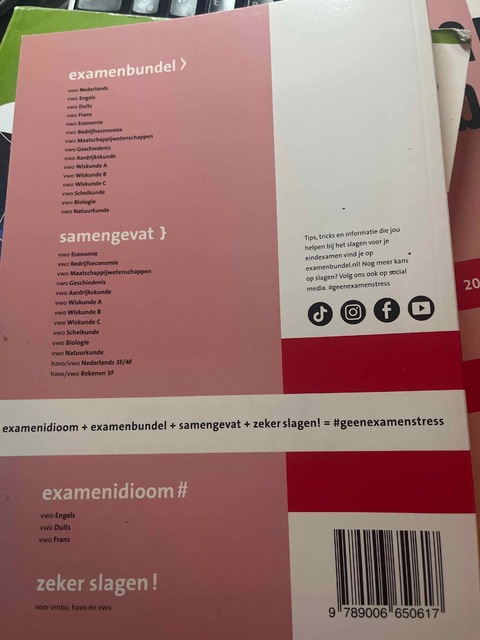 examenbundel >
vwo Nederlands
vwo Engels
vwo Duits
vwo Frans
vwo Economie
vwo Bedrijfseconomie
vwo Maatschappijwetenschappen
vwo Geschiedenis
vwo Aardrijkskunde
vwo Wiskunde A
vwo Wiskunde B
vwo Wiskunde C
vwo Scheikunde
vwo Biologie
vwo Natuurkunde
samengevat }
vwo Economie
vwo Bedrijfseconomie
vwo Maatschappijwetenschappen
vwo Geschiedenis
vwo Aardrijkskunde
vwo Wiskunde A
vwo Wiskunde B
vwo Wiskunde C
vwo Scheikunde
vwo Biologie
vwo Natuurkunde
havo/vwo Nederlands 3F/4F
havo/vwo Rekenen 3F
Tips, tricks en informatie die jou
helpen bij het slagen voor je
eindexamen vind je op
examenbundel.nl! Nog meer kans
op slagen? Volg ons ook op social
media. #geenexamenstress
examenidioom + examenbundel + samengevat + zeker slagen! = #geenexamenstress
examenidioom #
vwo Engels
vwo Duits
vwo Frans
zeker slagen !
voor vmbo, havo én vwo
9 789006 650617
20